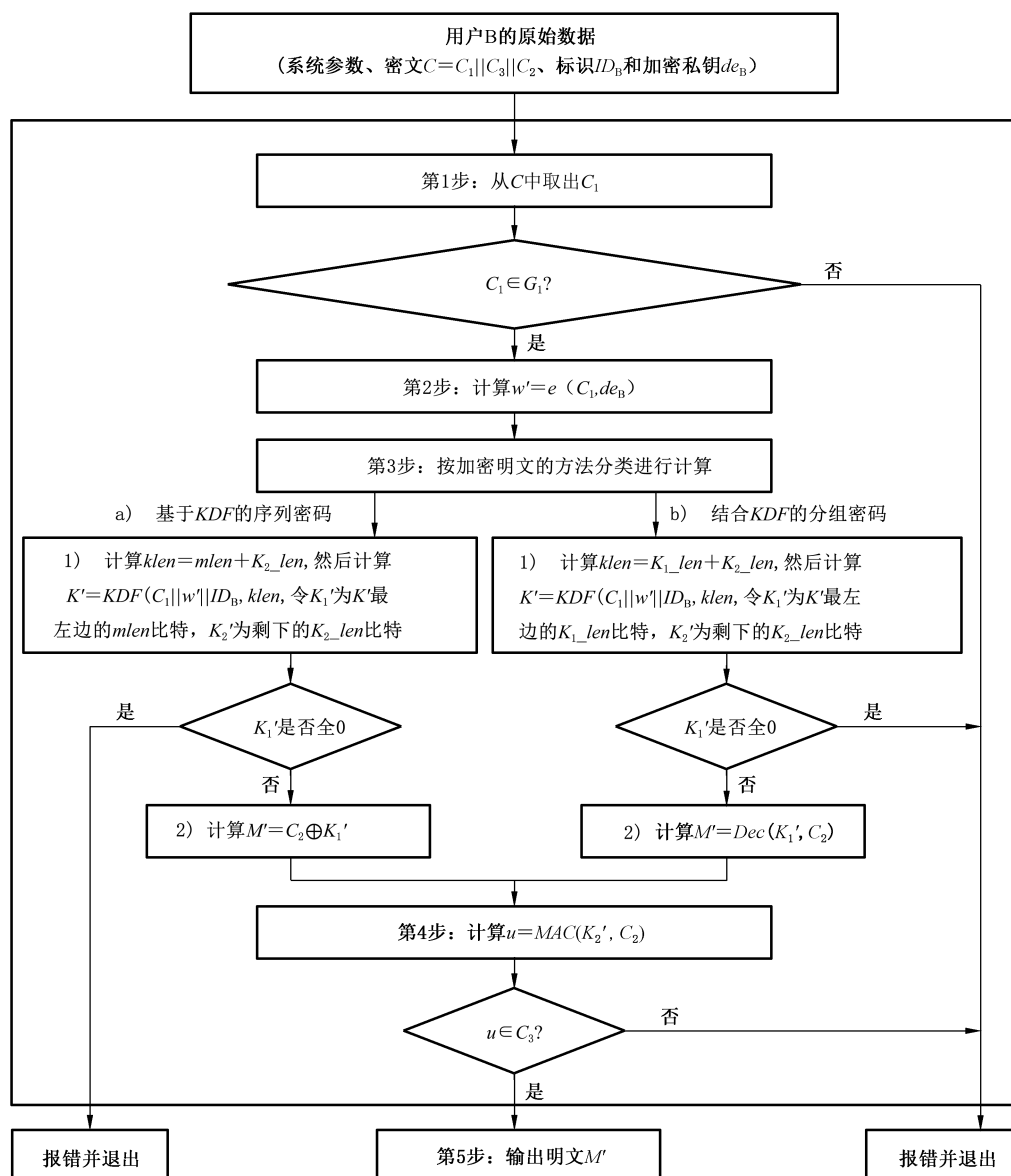 用户B的原始数据
(系统参数、密文C=C₁||C₃||C₂、标识ID_B和加密私钥de_B)
第1步：从C中取出C₁
C₁∈G₁?
否
是
第2步：计算w′=e（C₁,de_B）
第3步：按加密明文的方法分类进行计算
a) 基于KDF的序列密码
b) 结合KDF的分组密码
1) 计算klen=mlen+K₂_len,然后计算
K′=KDF(C₁||w′||ID_B,klen,令K₁′为K′最
左边的mlen比特，K₂′为剩下的K₂_len比特
1) 计算klen=K₁_len+K₂_len,然后计算
K′=KDF(C₁||w′||ID_B,klen,令K₁′为K′最左
边的K₁_len比特，K₂′为剩下的K₂_len比特
是
K₁′是否全0
K₁′是否全0
是
否
否
2) 计算M′=C₂⊕K₁′
2) 计算M′=Dec(K₁′,C₂)
第4步：计算u=MAC(K₂′, C₂)
u∈C₃?
否
是
报错并退出
第5步：输出明文M′
报错并退出